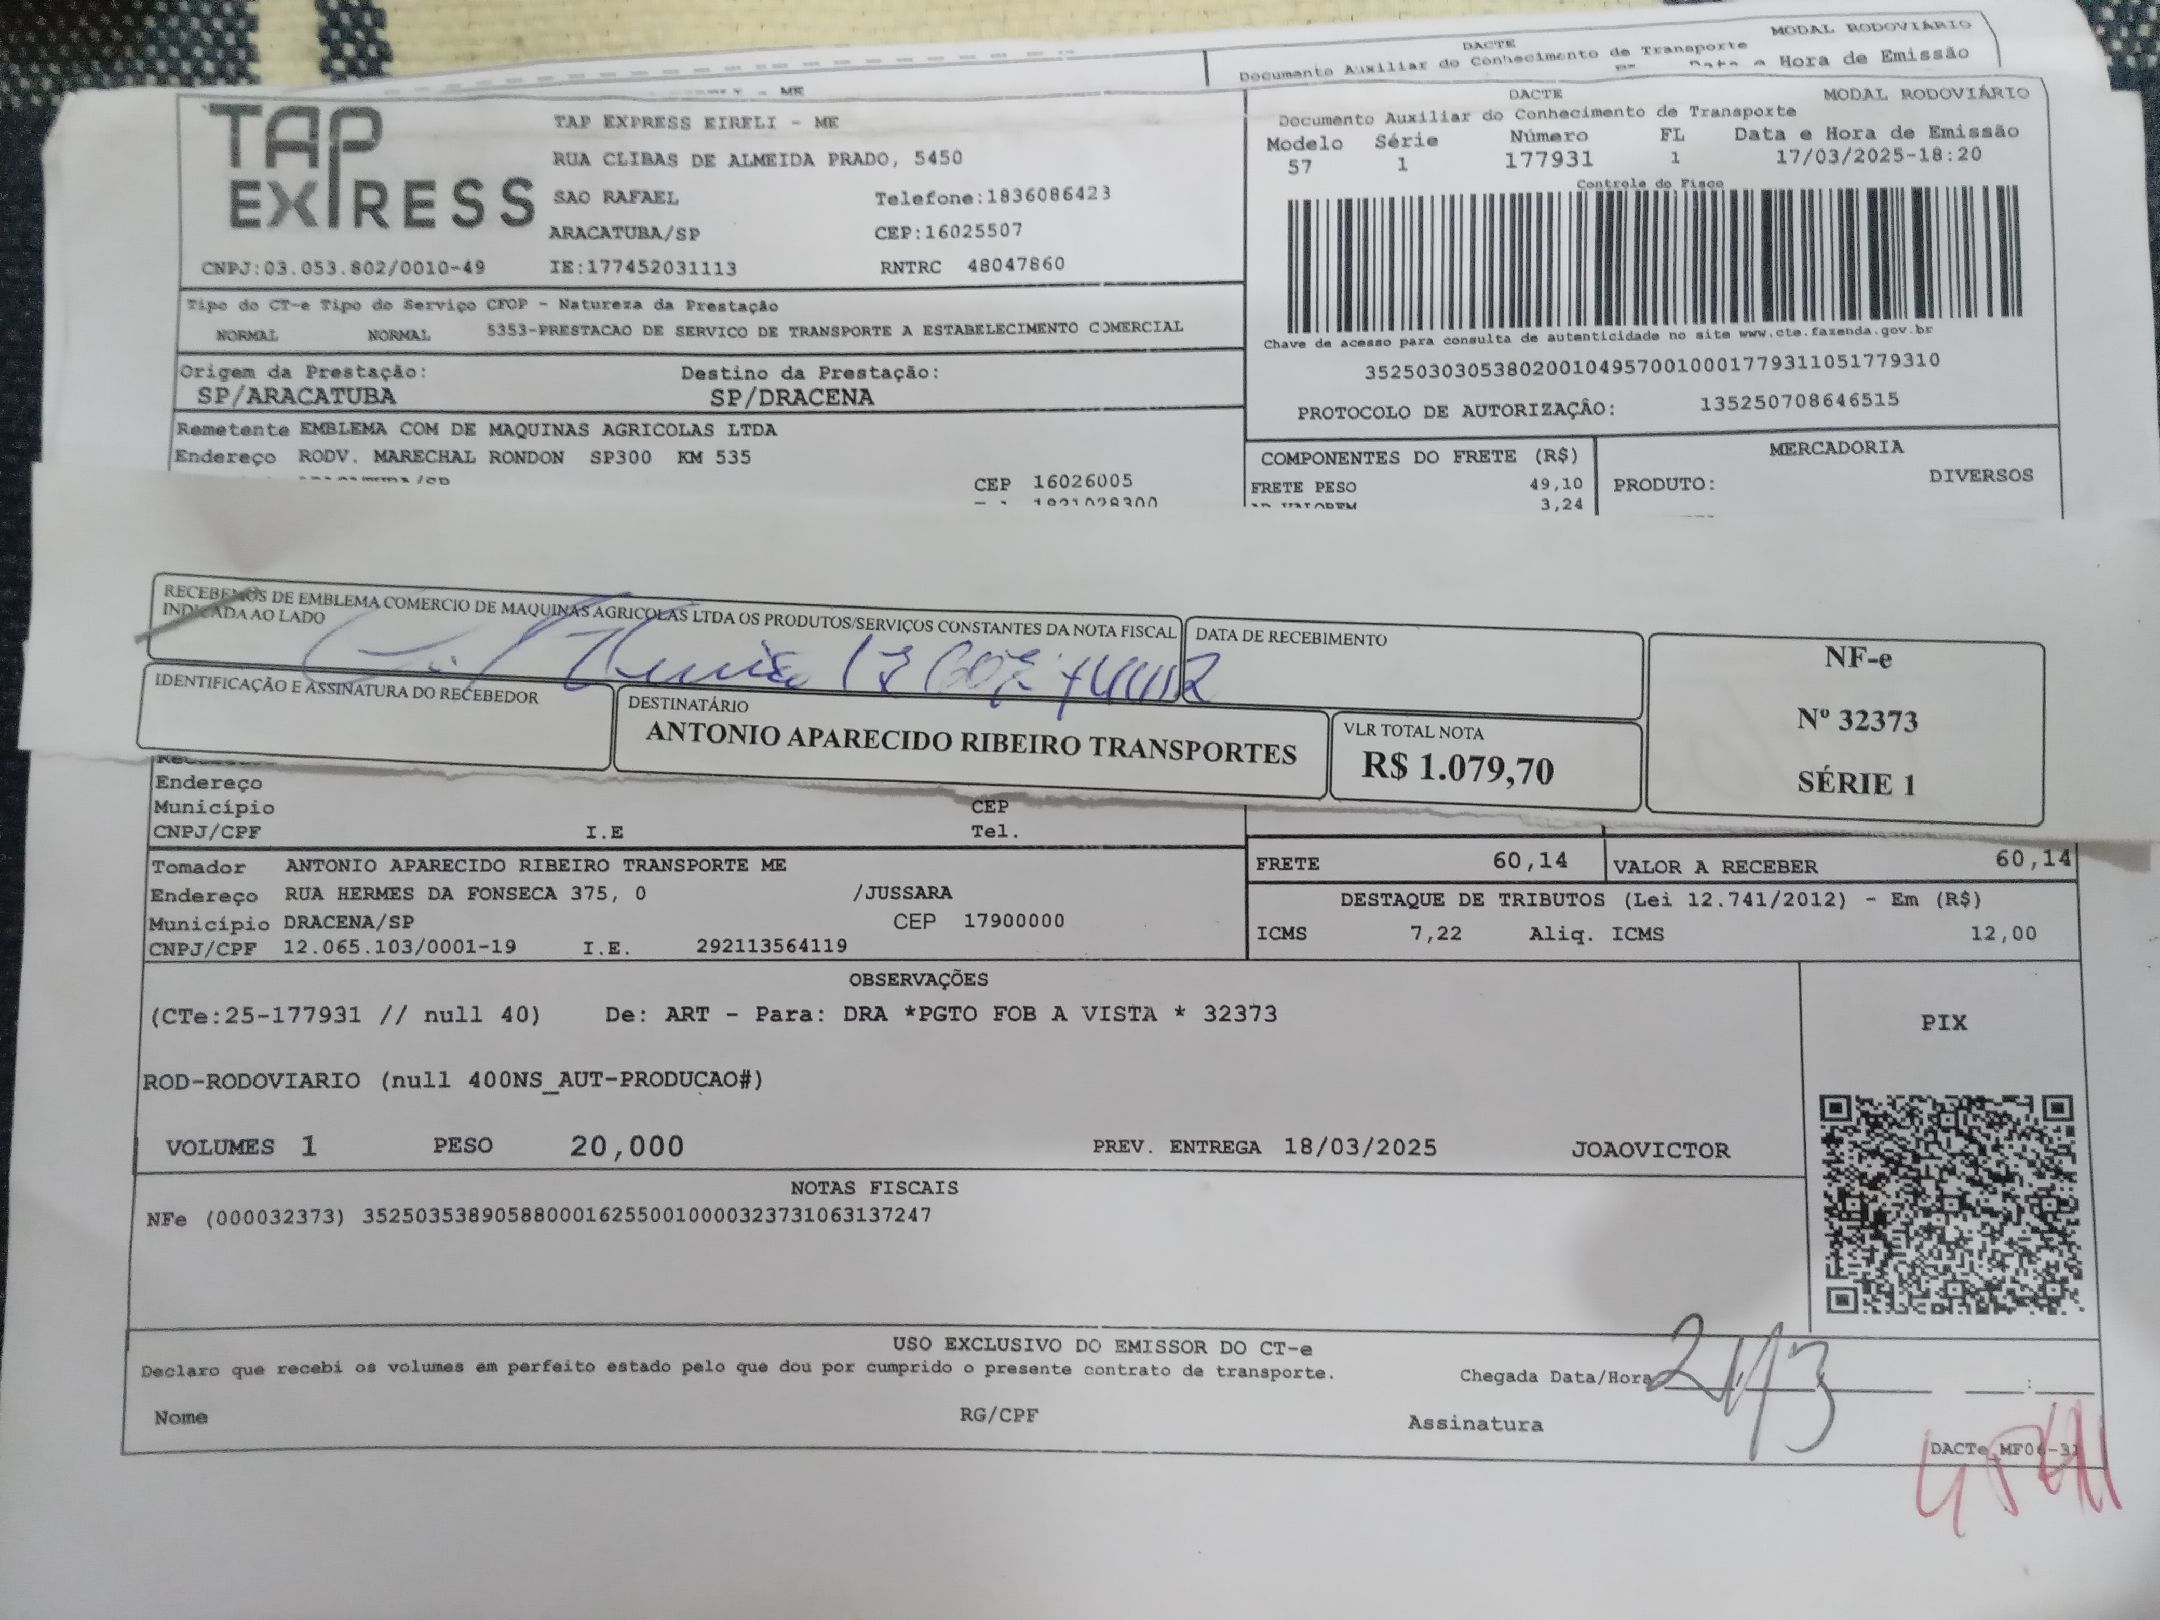 MODAL RODOVIÁRIO
DACTE
Documento Auxiliar do Conhecimento de Transporte
Hora de Emissão
ME
TAP EXPRESS
TAP EXPRESS EIRELI - ME
RUA CLIBAS DE ALMEIDA PRADO, 5450
SAO RAFAEL Telefone:1836086423
ARACATUBA/SP CEP:16025507
CNPJ:03.053.802/0010-49 IE:177452031113 RNTRC 48047860
DACTE MODAL RODOVIÁRIO
Documento Auxiliar do Conhecimento de Transporte
Modelo Série Número FL Data e Hora de Emissão
57 1 177931 1 17/03/2025-18:20
Controle do Fisco
Chave de acesso para consulta de autenticidade no site www.cte.fazenda.gov.br
35250303053802001049570010001779311051779310
PROTOCOLO DE AUTORIZAÇÃO: 135250708646515
Tipo do CT-e Tipo do Serviço CFOP - Natureza da Prestação
NORMAL NORMAL 5353-PRESTACAO DE SERVICO DE TRANSPORTE A ESTABELECIMENTO COMERCIAL
Origem da Prestação: Destino da Prestação:
SP/ARACATUBA SP/DRACENA
Remetente EMBLEMA COM DE MAQUINAS AGRICOLAS LTDA
Endereço RODV. MARECHAL RONDON SP300 KM 535
CEP 16026005
COMPONENTES DO FRETE (R$) MERCADORIA
FRETE PESO 49,10 PRODUTO: DIVERSOS
AD VALOREM 3,24
RECEBEMOS DE EMBLEMA COMERCIO DE MAQUINAS AGRICOLAS LTDA OS PRODUTOS/SERVIÇOS CONSTANTES DA NOTA FISCAL
INDICADA AO LADO
DATA DE RECEBIMENTO
IDENTIFICAÇÃO E ASSINATURA DO RECEBEDOR
DESTINATÁRIO
ANTONIO APARECIDO RIBEIRO TRANSPORTES
VLR TOTAL NOTA
R$ 1.079,70
NF-e
Nº 32373
SÉRIE 1
Endereço
Município CEP
CNPJ/CPF I.E Tel.
Tomador ANTONIO APARECIDO RIBEIRO TRANSPORTE ME
Endereço RUA HERMES DA FONSECA 375, 0 /JUSSARA
Município DRACENA/SP CEP 17900000
CNPJ/CPF 12.065.103/0001-19 I.E. 292113564119
FRETE 60,14 VALOR A RECEBER 60,14
DESTAQUE DE TRIBUTOS (Lei 12.741/2012) - Em (R$)
ICMS 7,22 Aliq. ICMS 12,00
OBSERVAÇÕES
(CTe:25-177931 // null 40) De: ART - Para: DRA *PGTO FOB A VISTA * 32373
PIX
ROD-RODOVIARIO (null 400NS_AUT-PRODUCAO#)
VOLUMES 1 PESO 20,000 PREV. ENTREGA 18/03/2025 JOAOVICTOR
NOTAS FISCAIS
NFe (000032373) 35250353890588000162550010000323731063137247
USO EXCLUSIVO DO EMISSOR DO CT-e
Declaro que recebi os volumes em perfeito estado pelo que dou por cumprido o presente contrato de transporte.
Chegada Data/Hora 21/3
Nome RG/CPF Assinatura
DACTe MF06-31